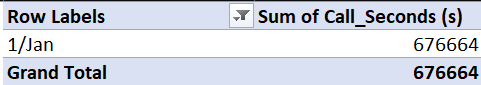 Row Labels Sum of Call_Seconds (s)
1/Jan 676664
Grand Total 676664